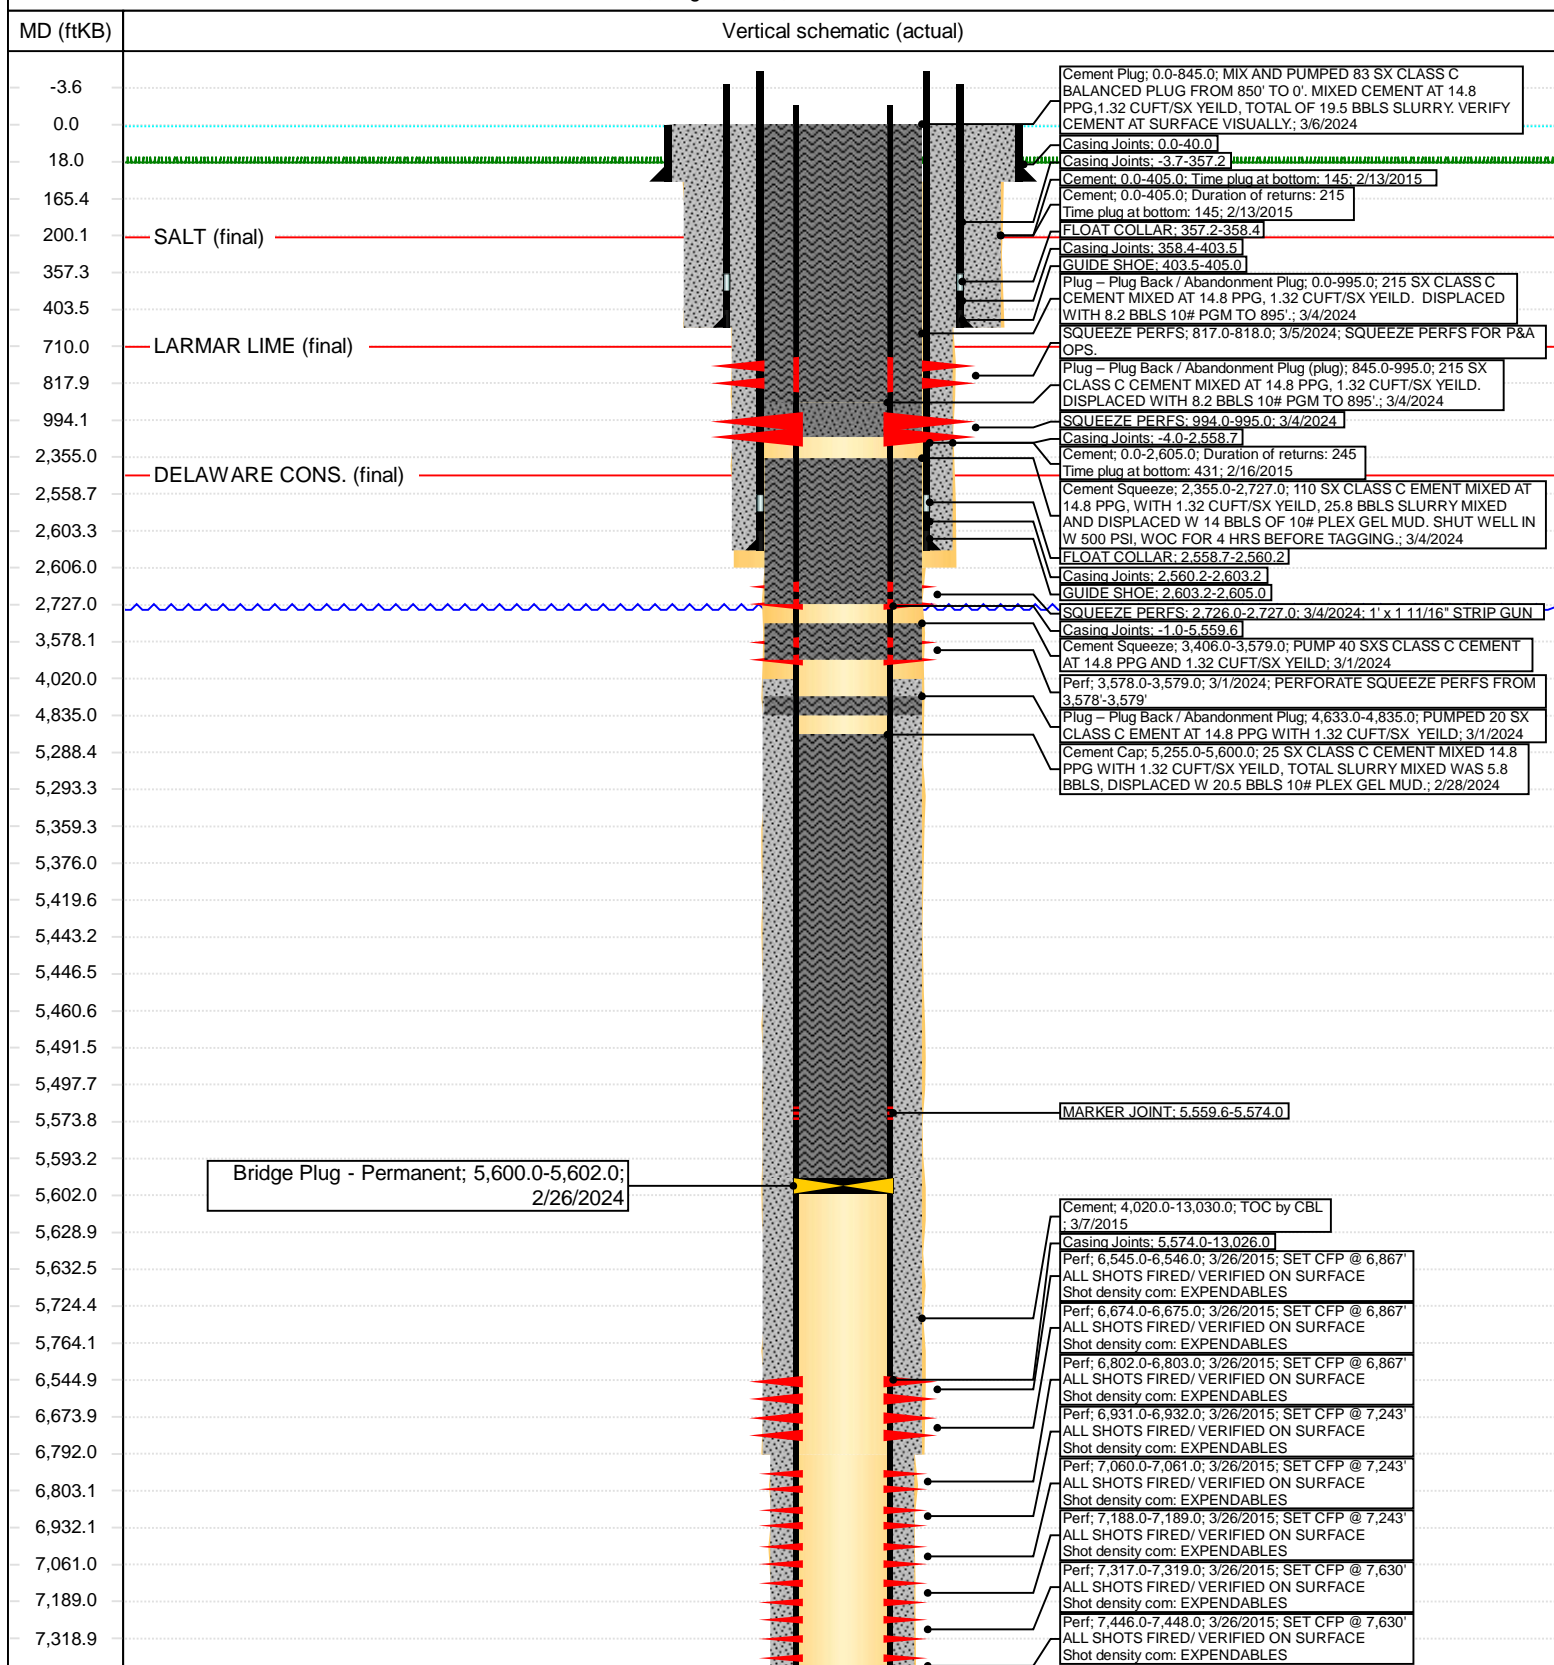 MD (ftKB)
Vertical schematic (actual)
-3.6
0.0
18.0
165.4
200.1
357.3
403.5
710.0
817.9
994.1
2,355.0
2,558.7
2,603.3
2,606.0
2,727.0
3,578.1
4,020.0
4,835.0
5,288.4
5,293.3
5,359.3
5,376.0
5,419.6
5,443.2
5,446.5
5,460.6
5,491.5
5,497.7
5,573.8
5,593.2
5,602.0
5,628.9
5,632.5
5,724.4
5,764.1
6,544.9
6,673.9
6,792.0
6,803.1
6,932.1
7,061.0
7,189.0
7,318.9
SALT (final)
LARMAR LIME (final)
DELAWARE CONS. (final)
Bridge Plug - Permanent; 5,600.0-5,602.0;
2/26/2024
Cement Plug; 0.0-845.0; MIX AND PUMPED 83 SX CLASS C
BALANCED PLUG FROM 850' TO 0'. MIXED CEMENT AT 14.8
PPG,1.32 CUFT/SX YEILD, TOTAL OF 19.5 BBLS SLURRY. VERIFY
CEMENT AT SURFACE VISUALLY.; 3/6/2024
Casing Joints; 0.0-40.0
Casing Joints; -3.7-357.2
Cement; 0.0-405.0; Time plug at bottom: 145; 2/13/2015
Cement; 0.0-405.0; Duration of returns: 215
Time plug at bottom: 145; 2/13/2015
FLOAT COLLAR; 357.2-358.4
Casing Joints; 358.4-403.5
GUIDE SHOE; 403.5-405.0
Plug – Plug Back / Abandonment Plug; 0.0-995.0; 215 SX CLASS C
CEMENT MIXED AT 14.8 PPG, 1.32 CUFT/SX YEILD.  DISPLACED
WITH 8.2 BBLS 10# PGM TO 895'.; 3/4/2024
SQUEEZE PERFS; 817.0-818.0; 3/5/2024; SQUEEZE PERFS FOR P&A
OPS.
Plug – Plug Back / Abandonment Plug (plug); 845.0-995.0; 215 SX
CLASS C CEMENT MIXED AT 14.8 PPG, 1.32 CUFT/SX YEILD.
DISPLACED WITH 8.2 BBLS 10# PGM TO 895'.; 3/4/2024
SQUEEZE PERFS; 994.0-995.0; 3/4/2024
Casing Joints; -4.0-2,558.7
Cement; 0.0-2,605.0; Duration of returns: 245
Time plug at bottom: 431; 2/16/2015
Cement Squeeze; 2,355.0-2,727.0; 110 SX CLASS C EMENT MIXED AT
14.8 PPG, WITH 1.32 CUFT/SX YEILD, 25.8 BBLS SLURRY MIXED
AND DISPLACED W 14 BBLS OF 10# PLEX GEL MUD. SHUT WELL IN
W 500 PSI, WOC FOR 4 HRS BEFORE TAGGING.; 3/4/2024
FLOAT COLLAR; 2,558.7-2,560.2
Casing Joints; 2,560.2-2,603.2
GUIDE SHOE; 2,603.2-2,605.0
SQUEEZE PERFS; 2,726.0-2,727.0; 3/4/2024; 1' x 1 11/16" STRIP GUN
Casing Joints; -1.0-5,559.6
Cement Squeeze; 3,406.0-3,579.0; PUMP 40 SXS CLASS C CEMENT
AT 14.8 PPG AND 1.32 CUFT/SX YEILD; 3/1/2024
Perf; 3,578.0-3,579.0; 3/1/2024; PERFORATE SQUEEZE PERFS FROM
3,578'-3,579'
Plug – Plug Back / Abandonment Plug; 4,633.0-4,835.0; PUMPED 20 SX
CLASS C EMENT AT 14.8 PPG WITH 1.32 CUFT/SX  YEILD; 3/1/2024
Cement Cap; 5,255.0-5,600.0; 25 SX CLASS C CEMENT MIXED 14.8
PPG WITH 1.32 CUFT/SX YEILD, TOTAL SLURRY MIXED WAS 5.8
BBLS, DISPLACED W 20.5 BBLS 10# PLEX GEL MUD.; 2/28/2024
MARKER JOINT; 5,559.6-5,574.0
Cement; 4,020.0-13,030.0; TOC by CBL
; 3/7/2015
Casing Joints; 5,574.0-13,026.0
Perf; 6,545.0-6,546.0; 3/26/2015; SET CFP @ 6,867'
ALL SHOTS FIRED/ VERIFIED ON SURFACE
Shot density com: EXPENDABLES
Perf; 6,674.0-6,675.0; 3/26/2015; SET CFP @ 6,867'
ALL SHOTS FIRED/ VERIFIED ON SURFACE
Shot density com: EXPENDABLES
Perf; 6,802.0-6,803.0; 3/26/2015; SET CFP @ 6,867'
ALL SHOTS FIRED/ VERIFIED ON SURFACE
Shot density com: EXPENDABLES
Perf; 6,931.0-6,932.0; 3/26/2015; SET CFP @ 7,243'
ALL SHOTS FIRED/ VERIFIED ON SURFACE
Shot density com: EXPENDABLES
Perf; 7,060.0-7,061.0; 3/26/2015; SET CFP @ 7,243'
ALL SHOTS FIRED/ VERIFIED ON SURFACE
Shot density com: EXPENDABLES
Perf; 7,188.0-7,189.0; 3/26/2015; SET CFP @ 7,243'
ALL SHOTS FIRED/ VERIFIED ON SURFACE
Shot density com: EXPENDABLES
Perf; 7,317.0-7,319.0; 3/26/2015; SET CFP @ 7,630'
ALL SHOTS FIRED/ VERIFIED ON SURFACE
Shot density com: EXPENDABLES
Perf; 7,446.0-7,448.0; 3/26/2015; SET CFP @ 7,630'
ALL SHOTS FIRED/ VERIFIED ON SURFACE
Shot density com: EXPENDABLES